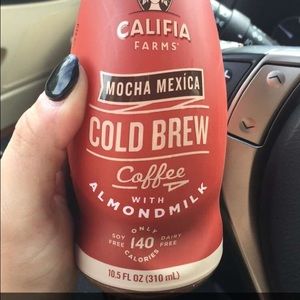 CALIFIA
FARMS
MOCHA MEXÍCA
COLD BREW
Coffee
WITH
ALMONDMILK
ONLY
SOY FREE 140 DAIRY FREE
CALORIES
10.5 FL OZ (310 mL)